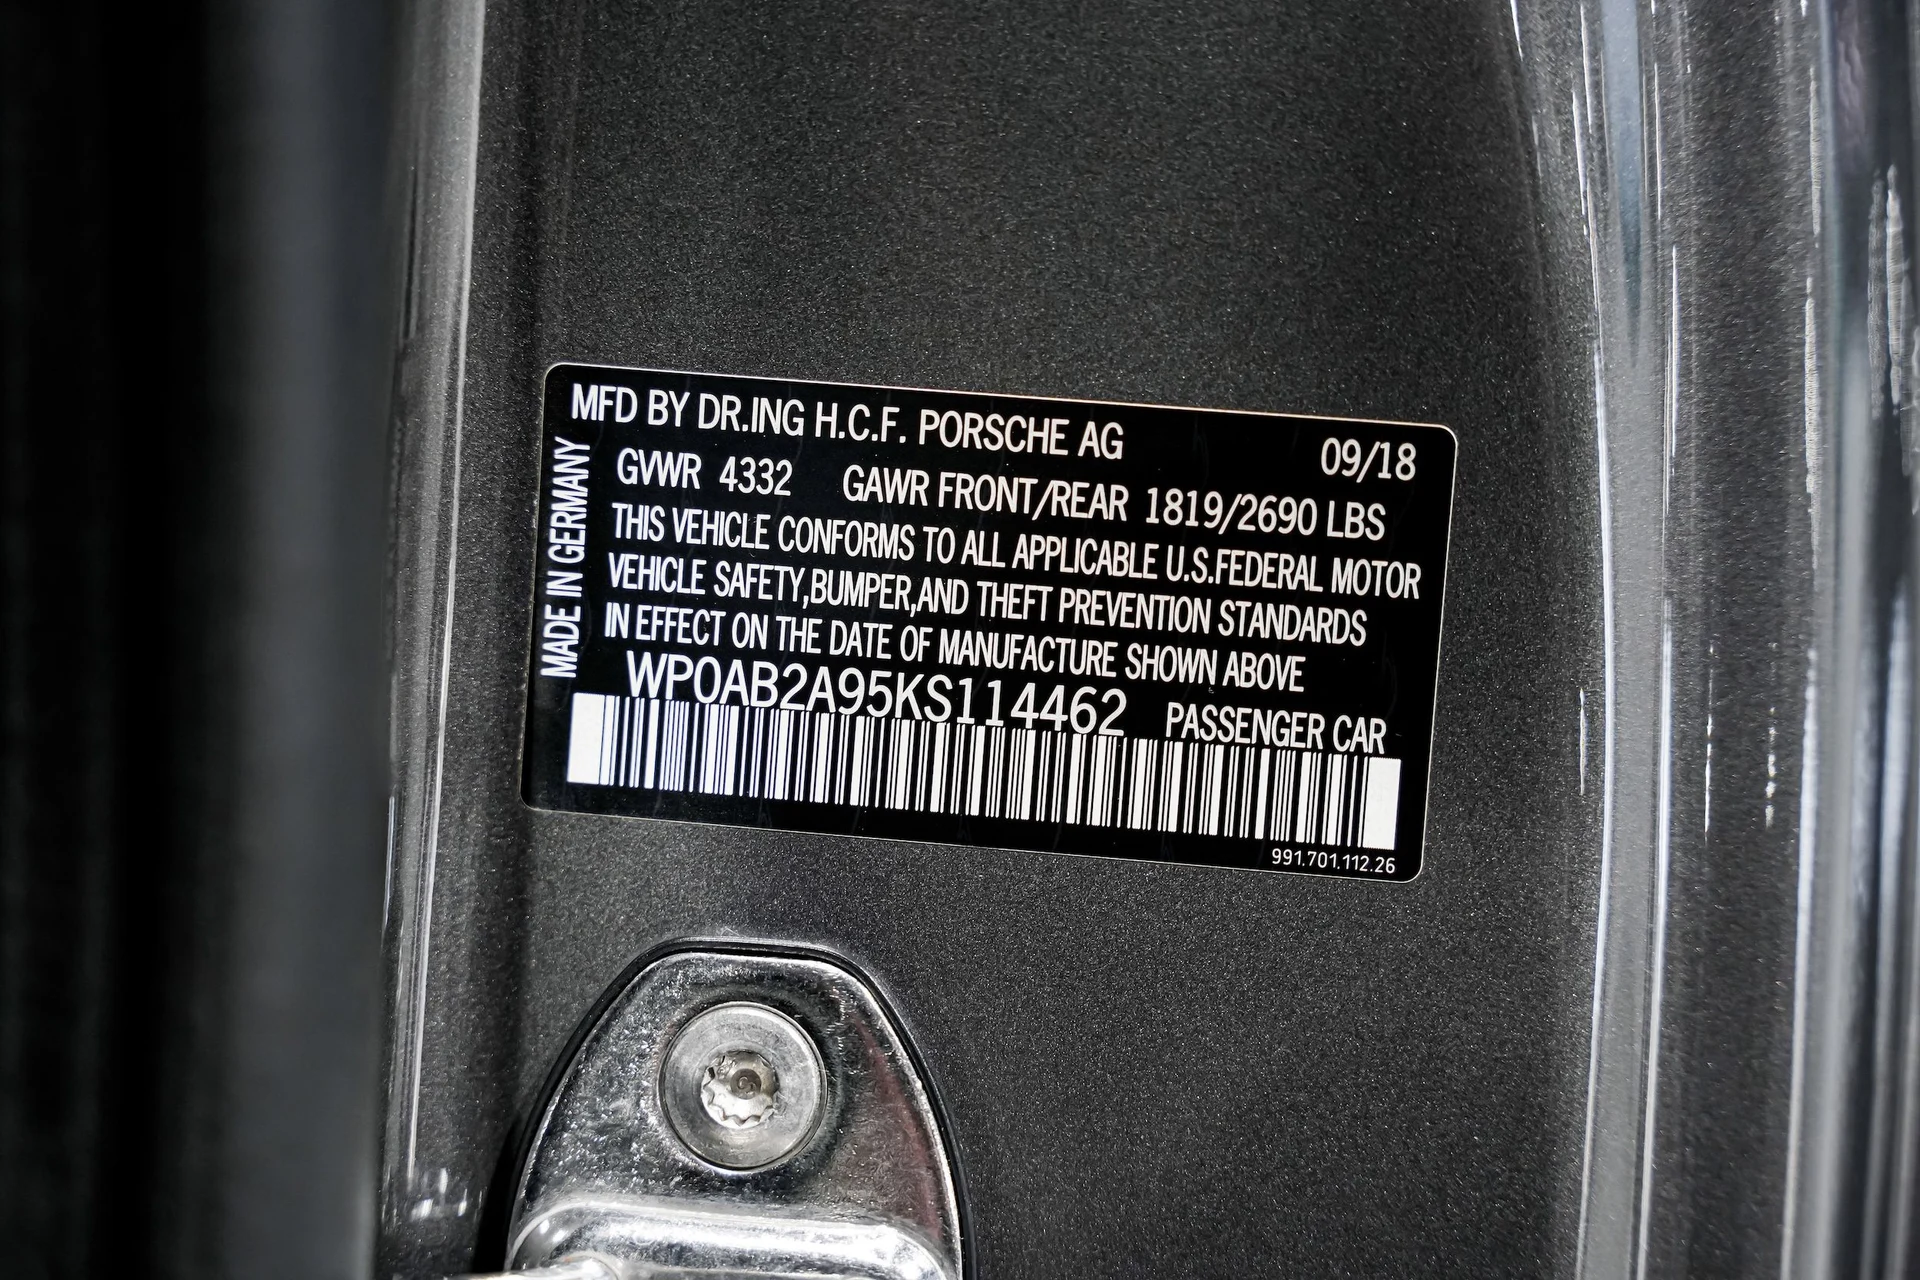 MFD BY DR.ING H.C.F. PORSCHE AG 09/18
GVWR 4332 GAWR FRONT/REAR 1819/2690 LBS
THIS VEHICLE CONFORMS TO ALL APPLICABLE U.S.FEDERAL MOTOR
VEHICLE SAFETY,BUMPER,AND THEFT PREVENTION STANDARDS
IN EFFECT ON THE DATE OF MANUFACTURE SHOWN ABOVE
WP0AB2A95KS114462 PASSENGER CAR
991.701.112.26
MADE IN GERMANY